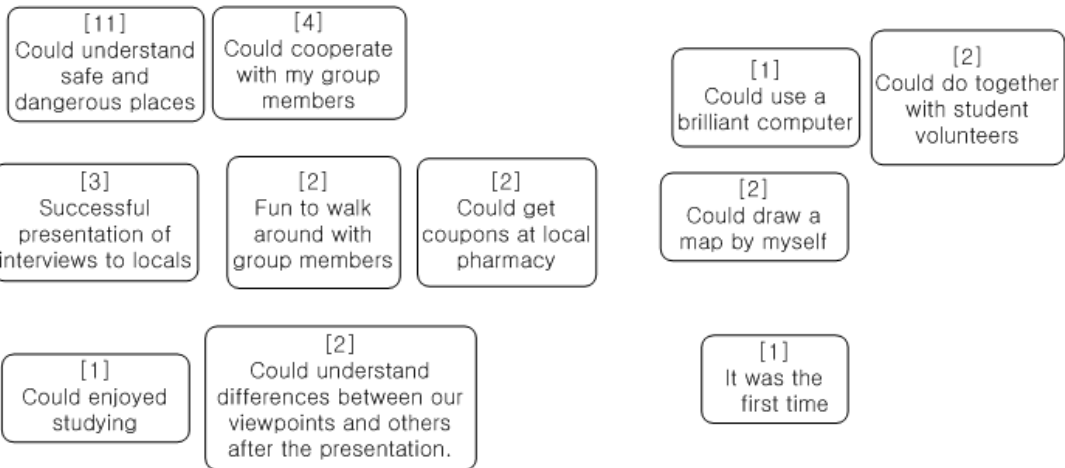 [11]
Could understand
safe and
dangerous places
[4]
Could cooperate
with my group
members
[1]
Could use a
brilliant computer
[2]
Could do together
with student
volunteers
[3]
Successful
presentation of
interviews to locals
[2]
Fun to walk
around with
group members
[2]
Could get
coupons at local
pharmacy
[2]
Could draw a
map by myself
[1]
Could enjoyed
studying
[2]
Could understand
differences between our
viewpoints and others
after the presentation.
[1]
It was the
first time